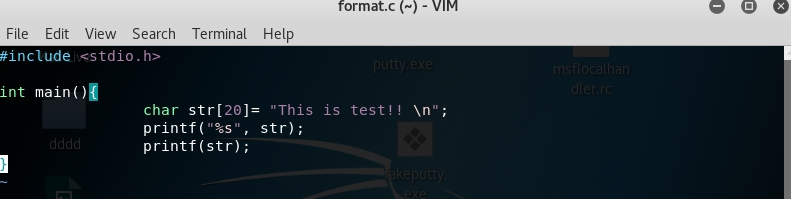 format.c (~) - VIM
File Edit View Search Terminal Help
#include <stdio.h>
putty.exe
msflocalhan
dler.rc
int main(){
char str[20]= "This is test!! \n";
dddd
printf("%s", str);
printf(str);
akeputty.
exe
}
~